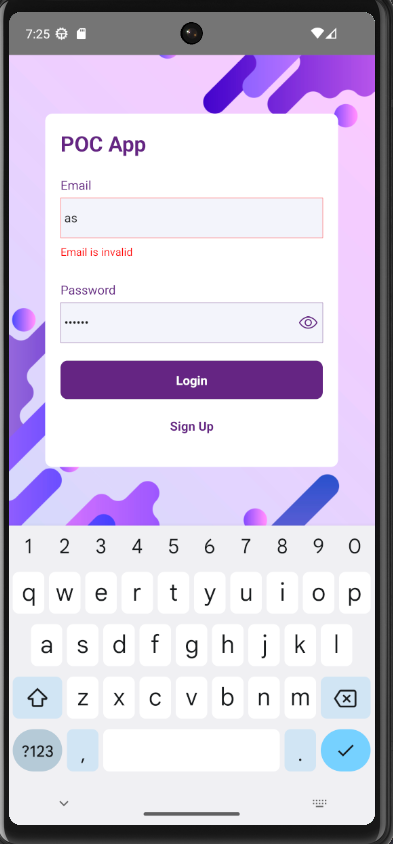 7:25
POC App
Email
as
Email is invalid
Password
••••••
Login
Sign Up
1 2 3 4 5 6 7 8 9 0
q w e r t y u i o p
a s d f g h j k l
z x c v b n m
?123 , .